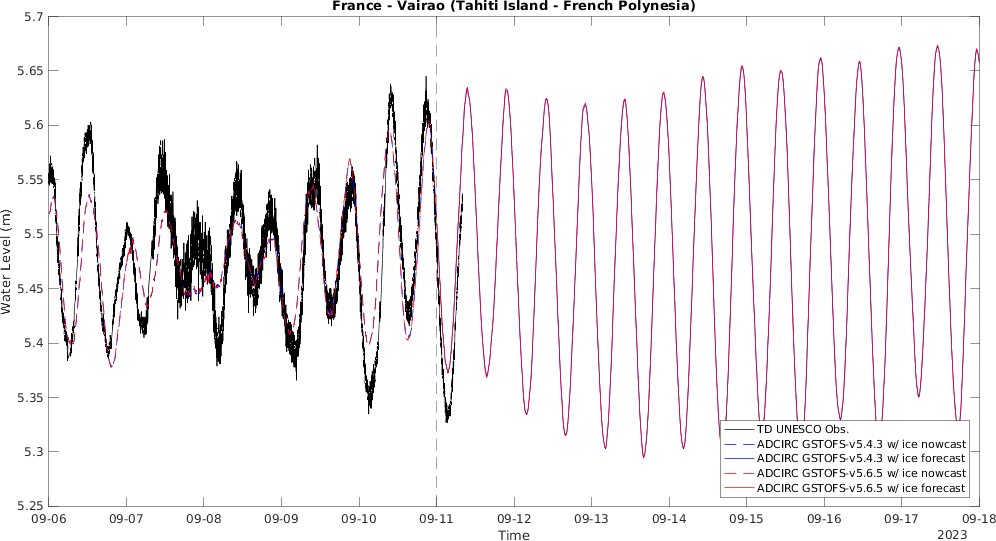 France - Vairao (Tahiti Island - French Polynesia)
5.7
5.65
5.6
5.55
5.5
5.45
5.4
5.35
5.3
5.25
Water Level (m)
TD UNESCO Obs.
ADCIRC GSTOFS-v5.4.3 w/ ice nowcast
ADCIRC GSTOFS-v5.4.3 w/ ice forecast
ADCIRC GSTOFS-v5.6.5 w/ ice nowcast
ADCIRC GSTOFS-v5.6.5 w/ ice forecast
09-06 09-07 09-08 09-09 09-10 09-11 09-12 09-13 09-14 09-15 09-16 09-17 09-18
Time
2023